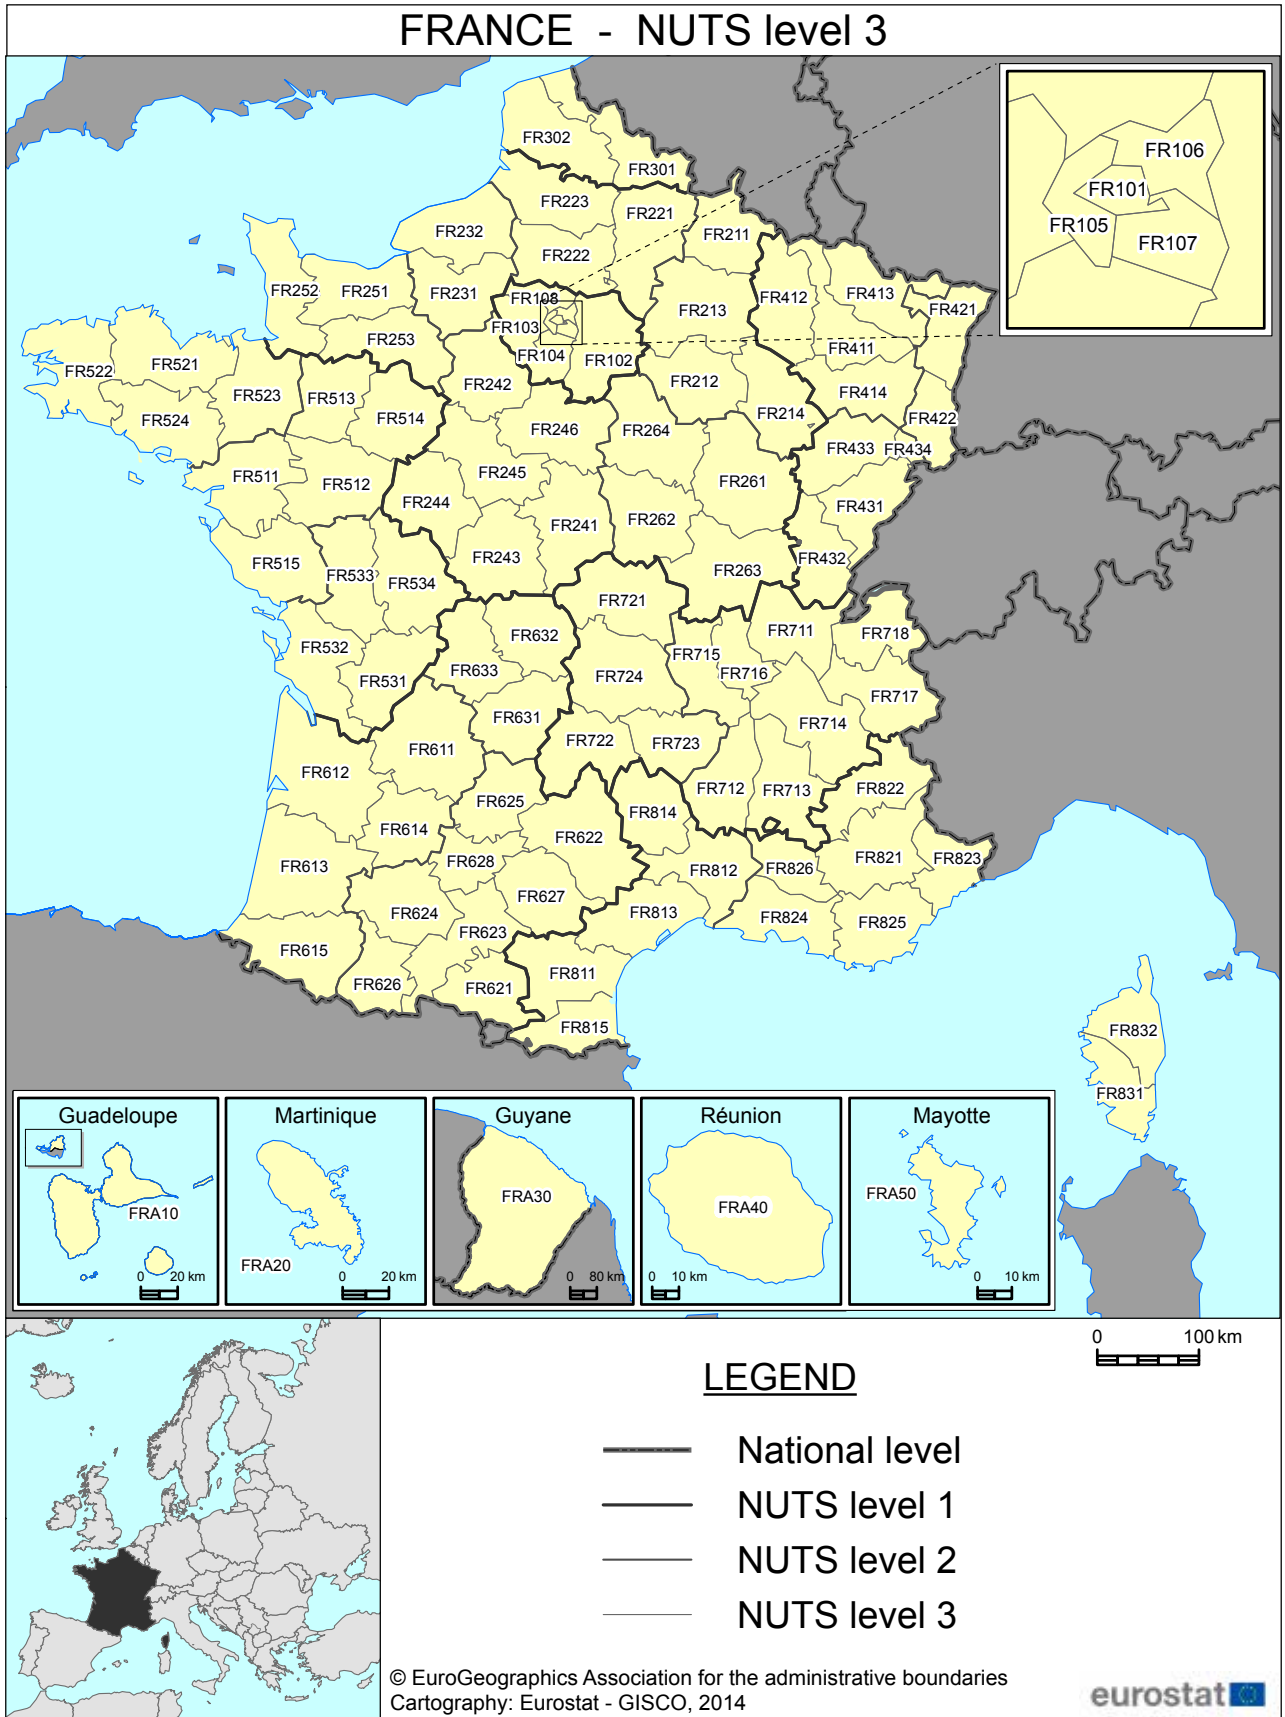 FRANCE - NUTS level 3
FR302
FR301
FR106
FR101
FR105
FR107
FR223
FR221
FR232
FR211
FR222
FR252
FR251
FR231
FR108
FR412
FR413
FR421
FR213
FR103
FR253
FR104
FR102
FR411
FR522
FR521
FR242
FR212
FR523
FR513
FR414
FR524
FR514
FR214
FR422
FR246
FR264
FR433
FR434
FR511
FR512
FR245
FR261
FR244
FR431
FR241
FR262
FR515
FR243
FR432
FR533
FR534
FR263
FR721
FR532
FR632
FR711
FR718
FR715
FR633
FR716
FR531
FR724
FR717
FR631
FR714
FR722
FR723
FR611
FR612
FR712
FR713
FR822
FR625
FR814
FR614
FR622
FR613
FR628
FR812
FR826
FR821
FR823
FR627
FR624
FR813
FR824
FR825
FR623
FR615
FR626
FR621
FR811
FR815
FR832
FR831
Guadeloupe
FRA10
0 20 km
Martinique
FRA20
0 20 km
Guyane
FRA30
0 80 km
Réunion
FRA40
0 10 km
Mayotte
FRA50
0 10 km
0 100 km
LEGEND
National level
NUTS level 1
NUTS level 2
NUTS level 3
© EuroGeographics Association for the administrative boundaries
Cartography: Eurostat - GISCO, 2014
eurostat